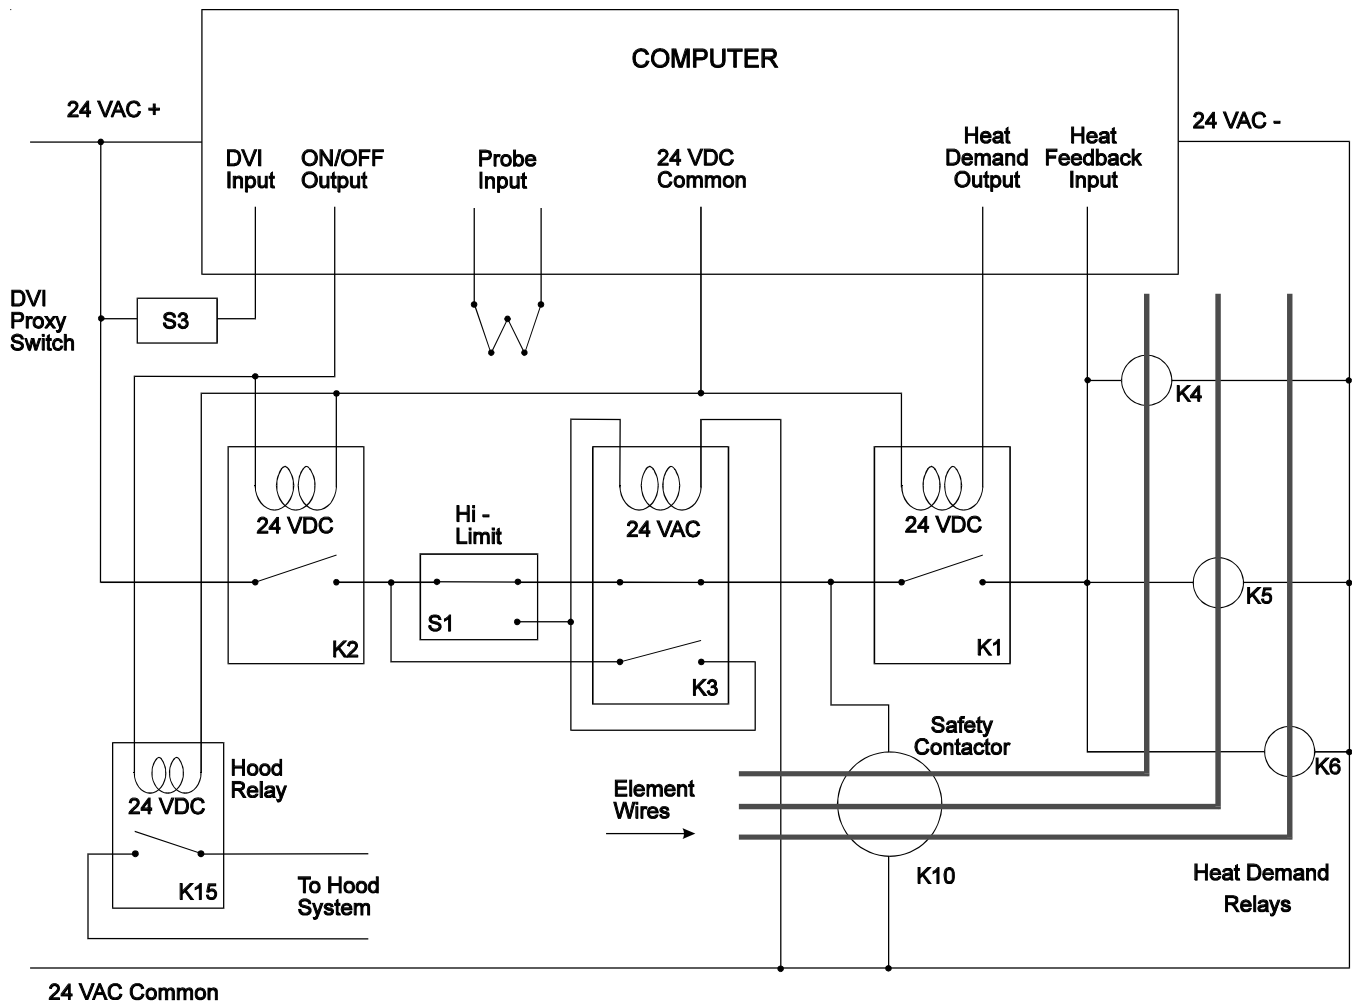 COMPUTER
24 VAC +
24 VAC -
DVI
Input
ON/OFF
Output
Probe
Input
24 VDC
Common
Heat
Demand
Output
Heat
Feedback
Input
DVI
Proxy
Switch
S3
K4
24 VDC
K2
Hi -
Limit
S1
24 VAC
K3
24 VDC
K1
K5
Safety
Contactor
K6
Hood
Relay
24 VDC
K15
To Hood
System
Element
Wires
K10
Heat Demand
Relays
24 VAC Common